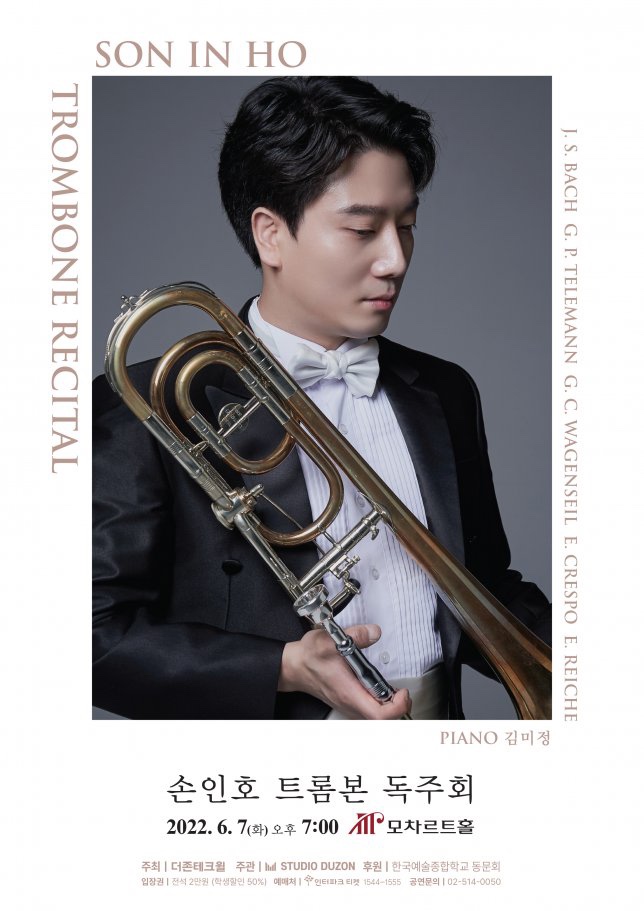 SON IN HO
TROMBONE RECITAL
J. S. BACH G. P. TELEMANN G. C. WAGENSEIL E. CRESPO E. REICHE
PIANO 김미정
손인호 트롬본 독주회
2022. 6. 7(화) 오후 7:00 모차르트홀
주최 | 더존테크윌 주관 | STUDIO DUZON 후원 | 한국예술종합학교 동문회
입장권 | 전석 2만원 (학생할인 50%) 예매처 | 인터파크 티켓 1544-1555 공연문의 | 02-514-0050